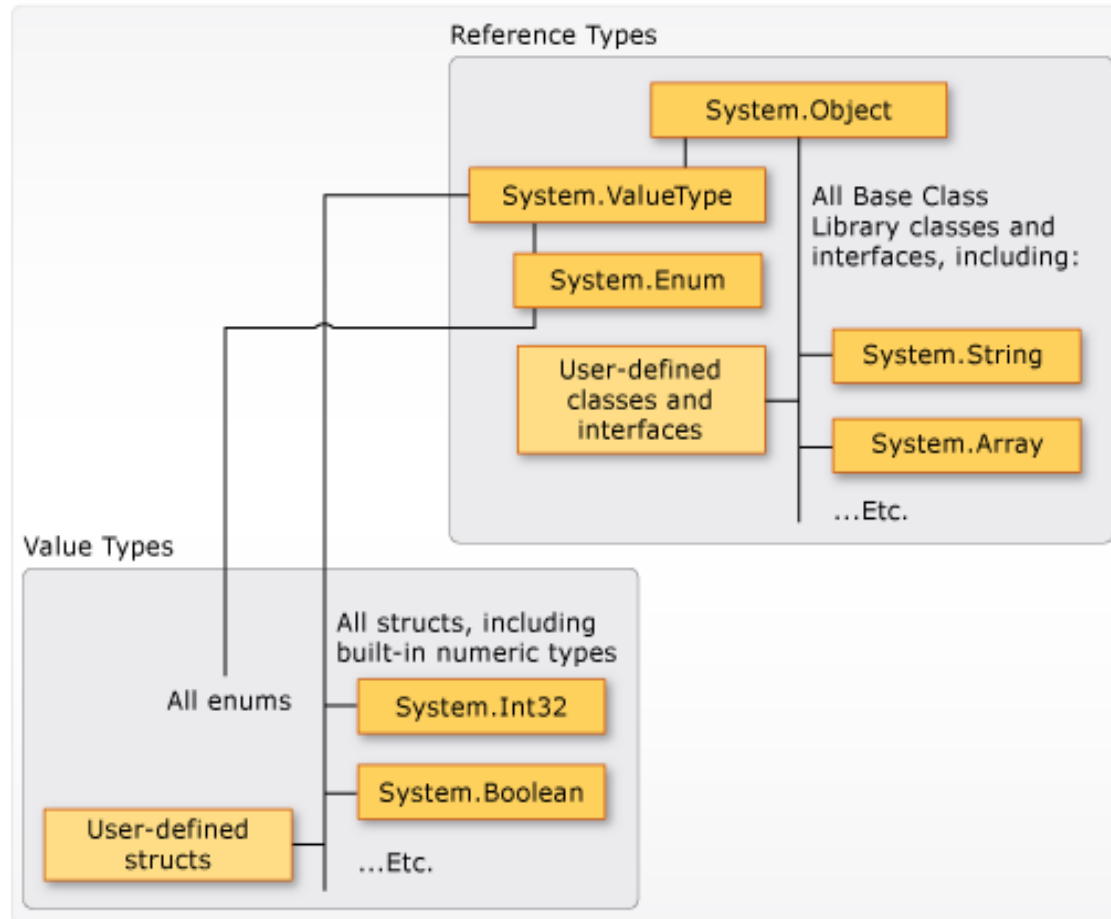 Reference Types
System.Object
System.ValueType
All Base Class
Library classes and
interfaces, including:
System.Enum
System.String
User-defined
classes and
interfaces
System.Array
...Etc.
Value Types
All structs, including
built-in numeric types
All enums
System.Int32
System.Boolean
User-defined
structs
...Etc.